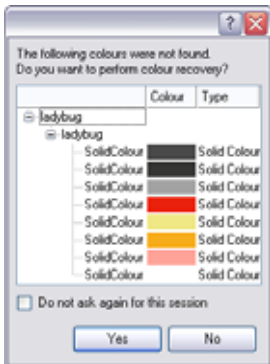 The following colours were not found.
Do you want to perform colour recovery?
Colour Type
ladybug
ladybug
SolidColour Solid Colour
SolidColour Solid Colour
SolidColour Solid Colour
SolidColour Solid Colour
SolidColour Solid Colour
SolidColour Solid Colour
SolidColour Solid Colour
SolidColour Solid Colour
Do not ask again for this session
Yes No